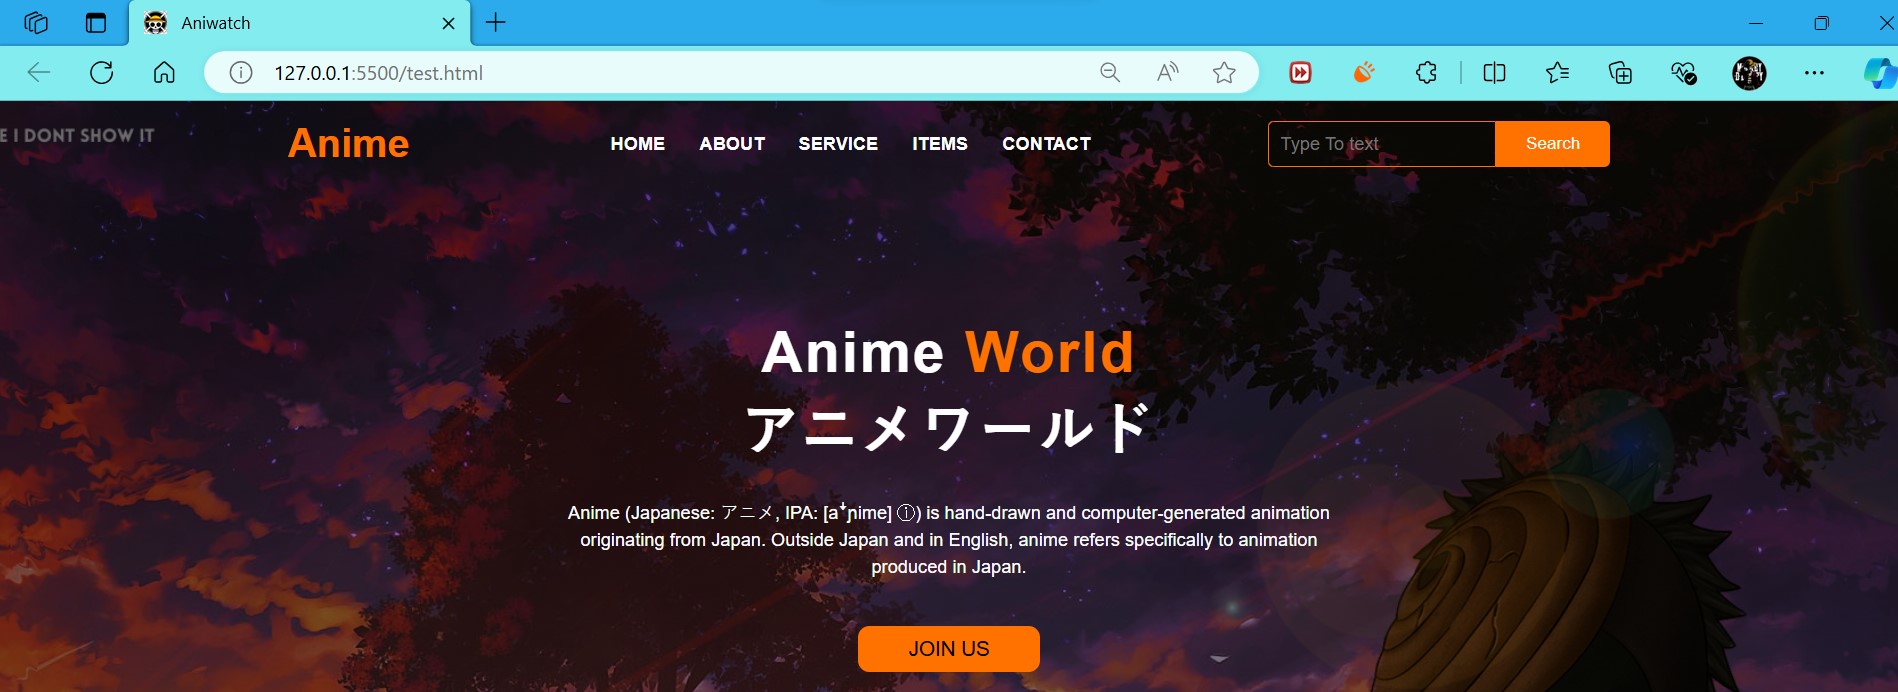 Aniwatch
127.0.0.1:5500/test.html
E I DONT SHOW IT
Anime
HOME ABOUT SERVICE ITEMS CONTACT
Type To text Search
Anime World
アニメワールド
Anime (Japanese: アニメ, IPA: [aꜜɲime] ⓘ) is hand-drawn and computer-generated animation
originating from Japan. Outside Japan and in English, anime refers specifically to animation
produced in Japan.
JOIN US